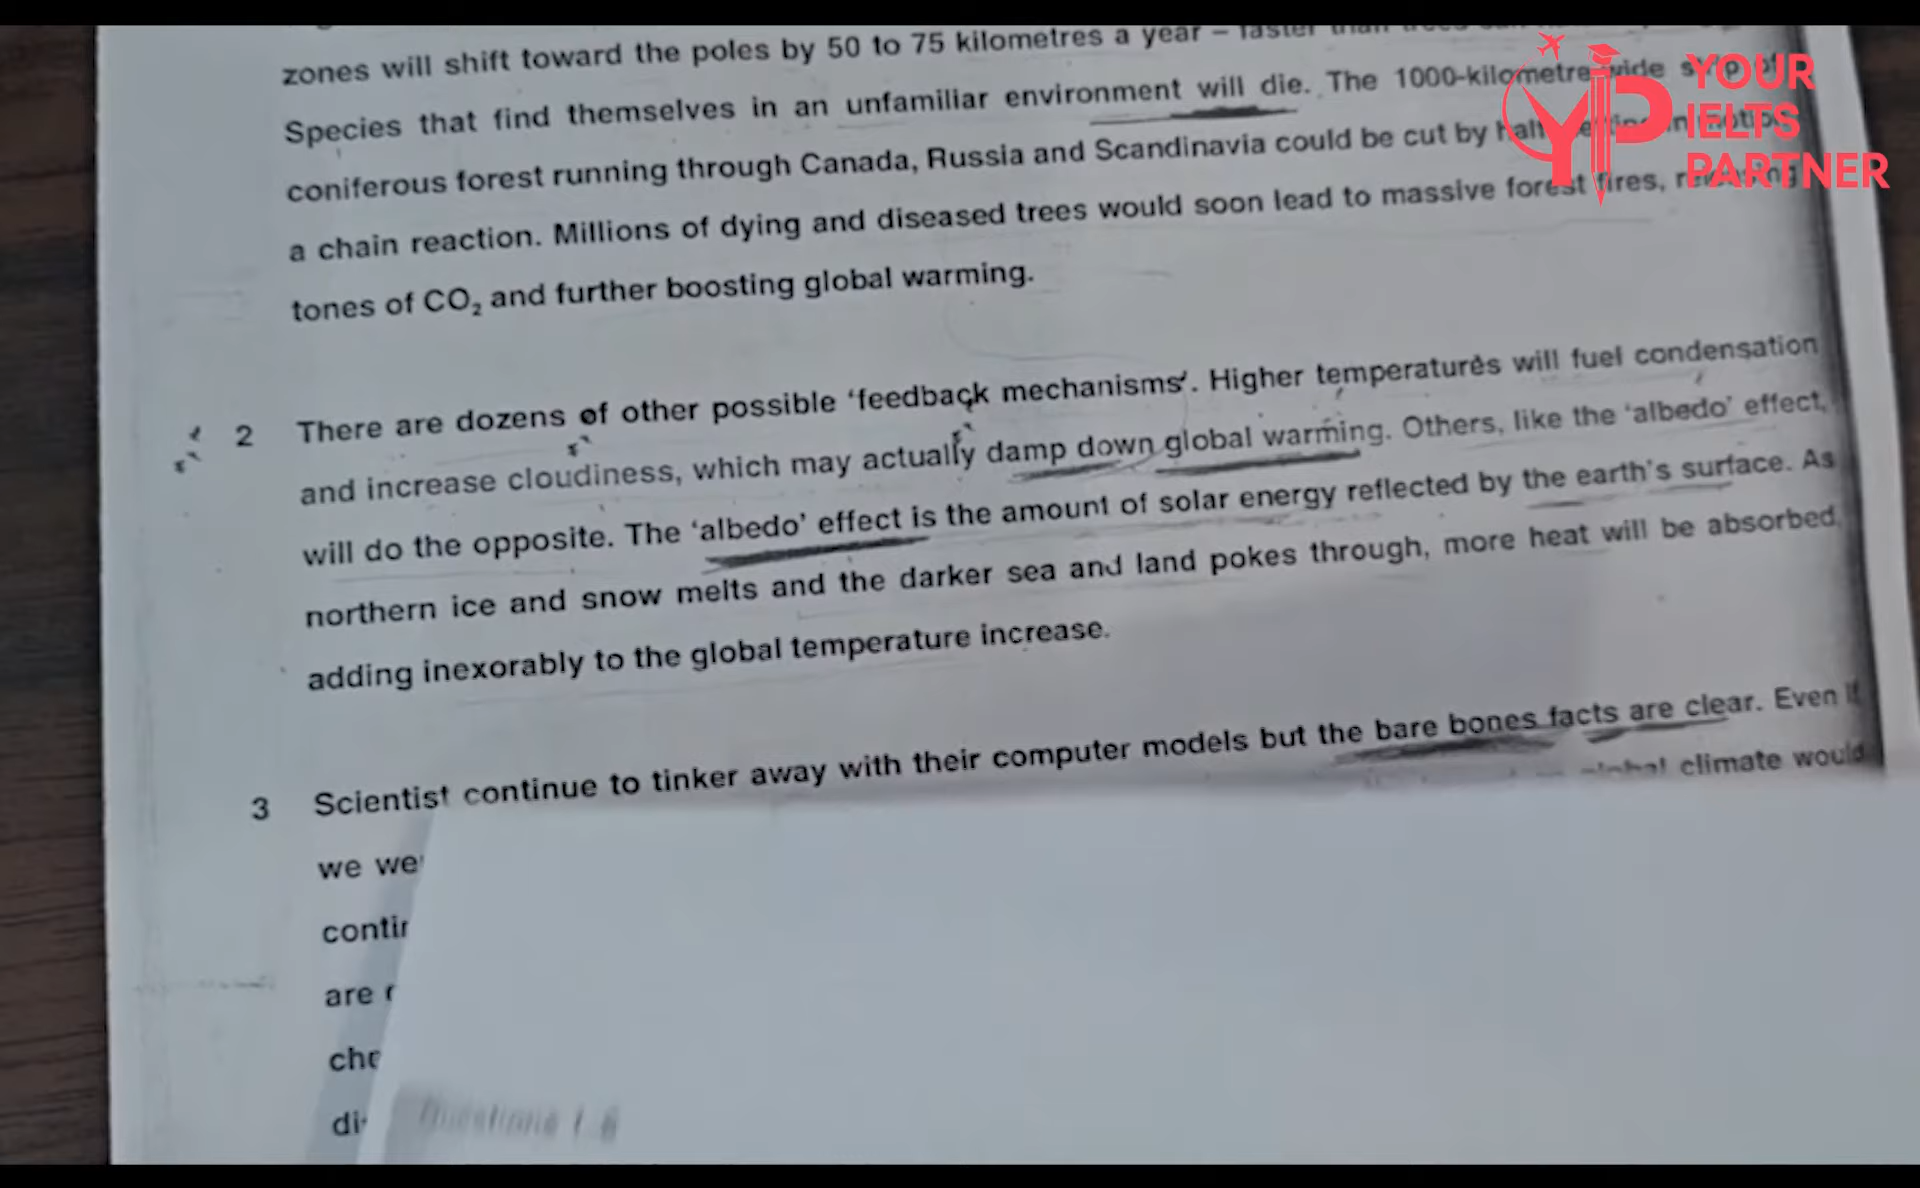 zones will shift toward the poles by 50 to 75 kilometres a year – faster than trees
Species that find themselves in an unfamiliar environment will die. The 1000-kilometre wide strip of
coniferous forest running through Canada, Russia and Scandinavia could be cut by half
a chain reaction. Millions of dying and diseased trees would soon lead to massive forest fires, releasing
tones of CO₂ and further boosting global warming.
2 There are dozens of other possible ‘feedback mechanisms’. Higher temperatures will fuel condensation
and increase cloudiness, which may actually damp down global warming. Others, like the ‘albedo’ effect,
will do the opposite. The ‘albedo’ effect is the amount of solar energy reflected by the earth's surface. As
northern ice and snow melts and the darker sea and land pokes through, more heat will be absorbed,
adding inexorably to the global temperature increase.
3 Scientist continue to tinker away with their computer models but the bare bones facts are clear. Even if
we global climate would
are
Questions
YOUR
IELTS
PARTNER